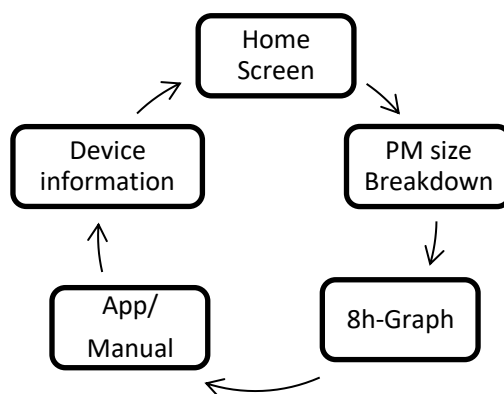 Home
Screen
PM size
Breakdown
8h-Graph
App/
Manual
Device
information